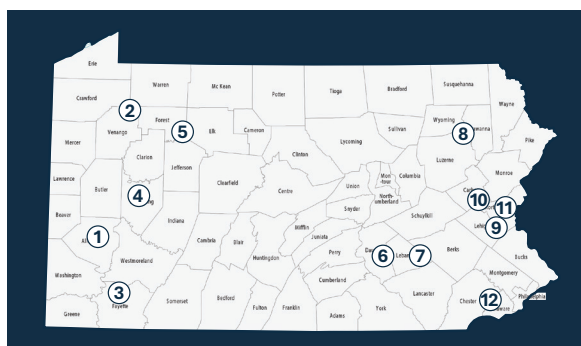 Erie
Warren
Mc Kean
Potter
Tioga
Bradford
Susquehanna
Wayne
Crawford
2
Forest
Venango
5
Elk
Cameron
Wyoming
8
Sullivan
Lycoming
Pike
Mercer
Clarion
Jefferson
Clinton
Luzerne
Monroe
Lawrence
Butler
4
Clearfield
Centre
Union
Mon
tour
Columbia
North-
umberland
Snyder
10
11
Beaver
Indiana
Schuylkill
9
1
Cambria
Blair
Mifflin
Juniata
Perry
6
7
Berks
Bucks
Westmoreland
Huntingdon
Montgomery
Washington
Cumberland
Philadelphia
3
Fayette
Somerset
Bedford
Fulton
Franklin
Adams
York
Lancaster
Chester
12
Greene